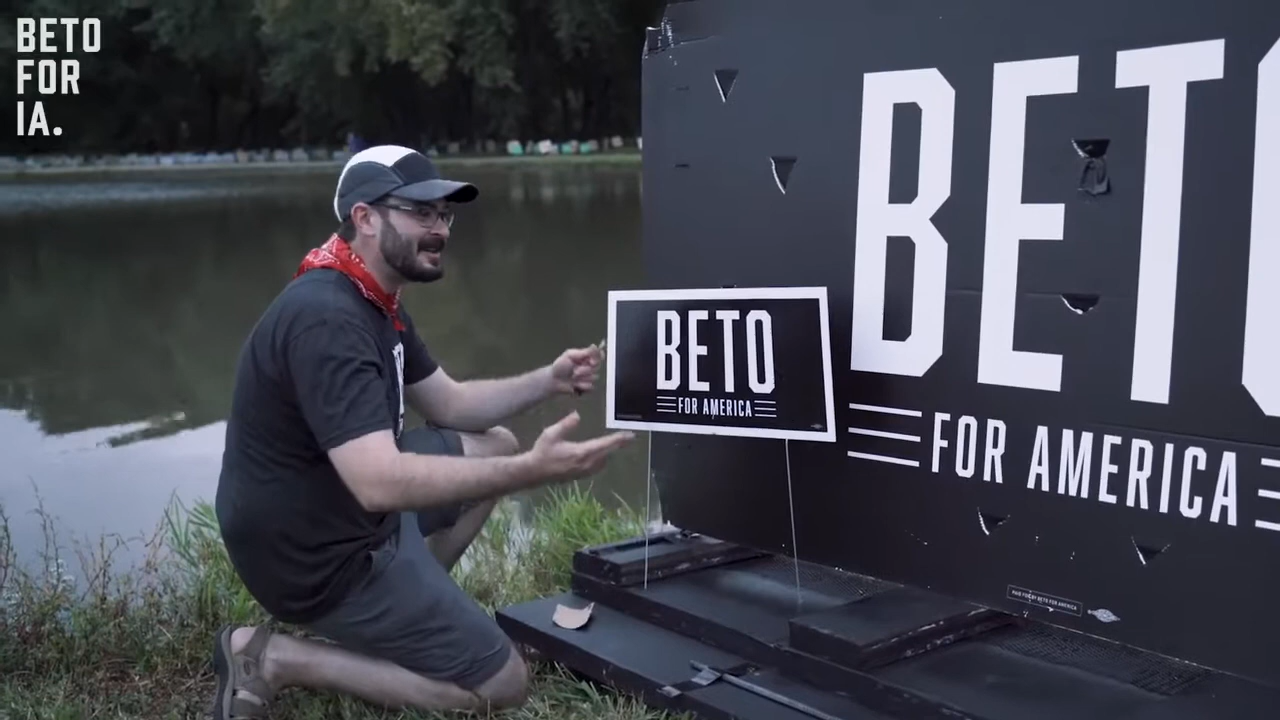 BETO
FOR
IA.
BETO
FOR AMERICA
BETO
FOR AMERICA
PAID FOR BY BETO FOR AMERICA